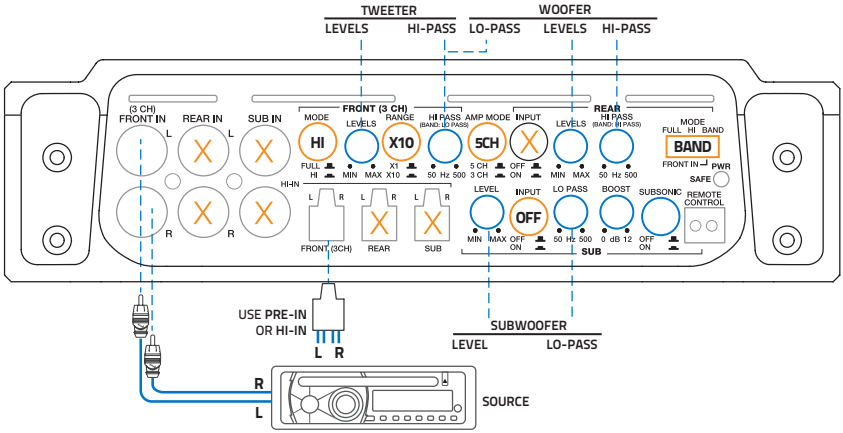 TWEETER WOOFER
LEVELS HI-PASS LO-PASS LEVELS HI-PASS
(3 CH)
FRONT IN REAR IN SUB IN
L L
R R
X X
X X
FRONT (3 CH)
MODE LEVELS RANGE HI PASS
(BAND: LO PASS)
HI X10
FULL MIN MAX X1 50 Hz 500
HI X10
AMP MODE
5CH
5 CH
3 CH
REAR
INPUT LEVELS HI PASS
(BAND: HI PASS)
X
OFF MIN MAX 50 Hz 500
ON
MODE
FULL HI BAND
BAND
FRONT IN
PWR
SAFE
REMOTE
CONTROL
HI-IN
L R L R L R
X X
FRONT (3CH) REAR SUB
LEVEL INPUT LO PASS BOOST SUBSONIC
OFF
MIN MAX OFF 50 Hz 500 0 dB 12 OFF
ON ON
SUB
USE PRE-IN
OR HI-IN
L R
SUBWOOFER
LEVEL LO-PASS
R
L
SOURCE